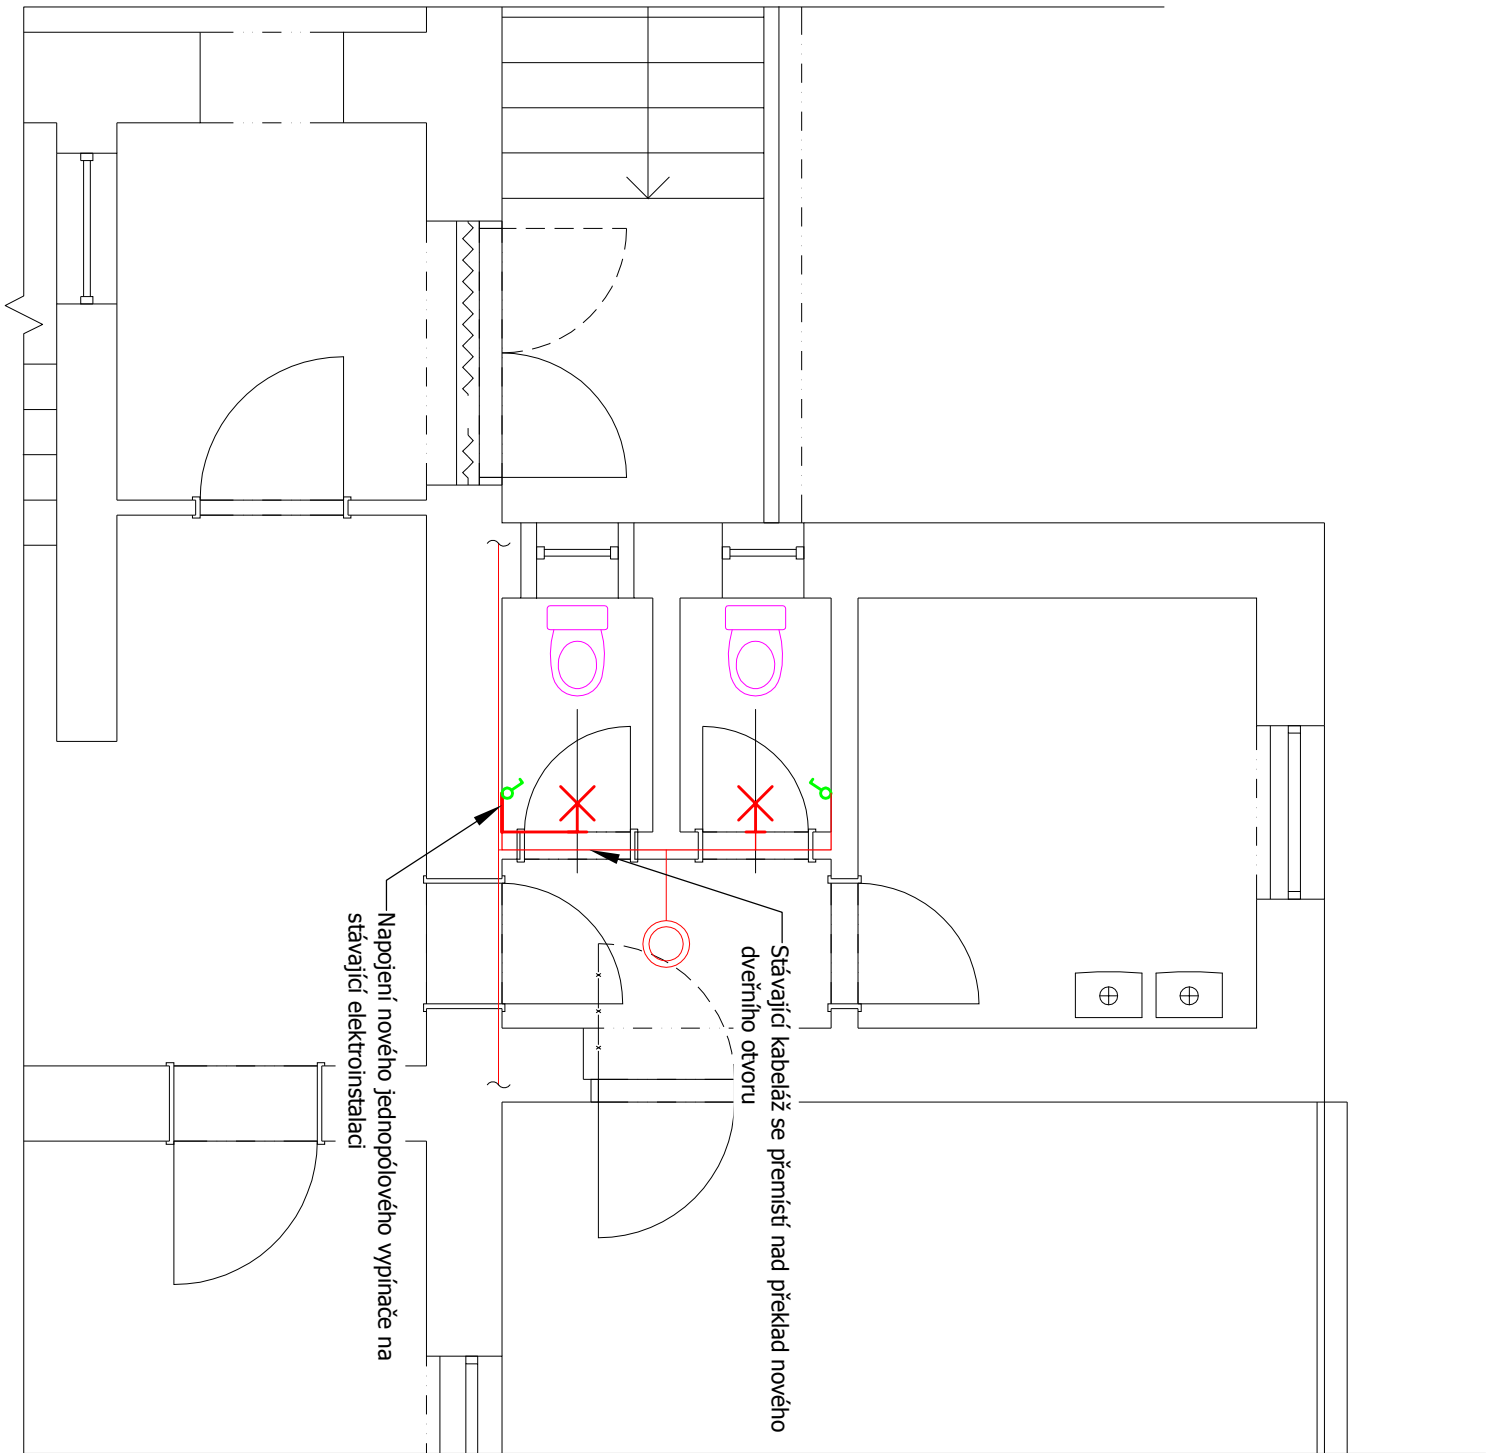 Stávající kabeláž se přemístí nad překlad nového
dveřního otvoru
Napojení nového jednopólového vypínače na
stávající elektroinstalaci